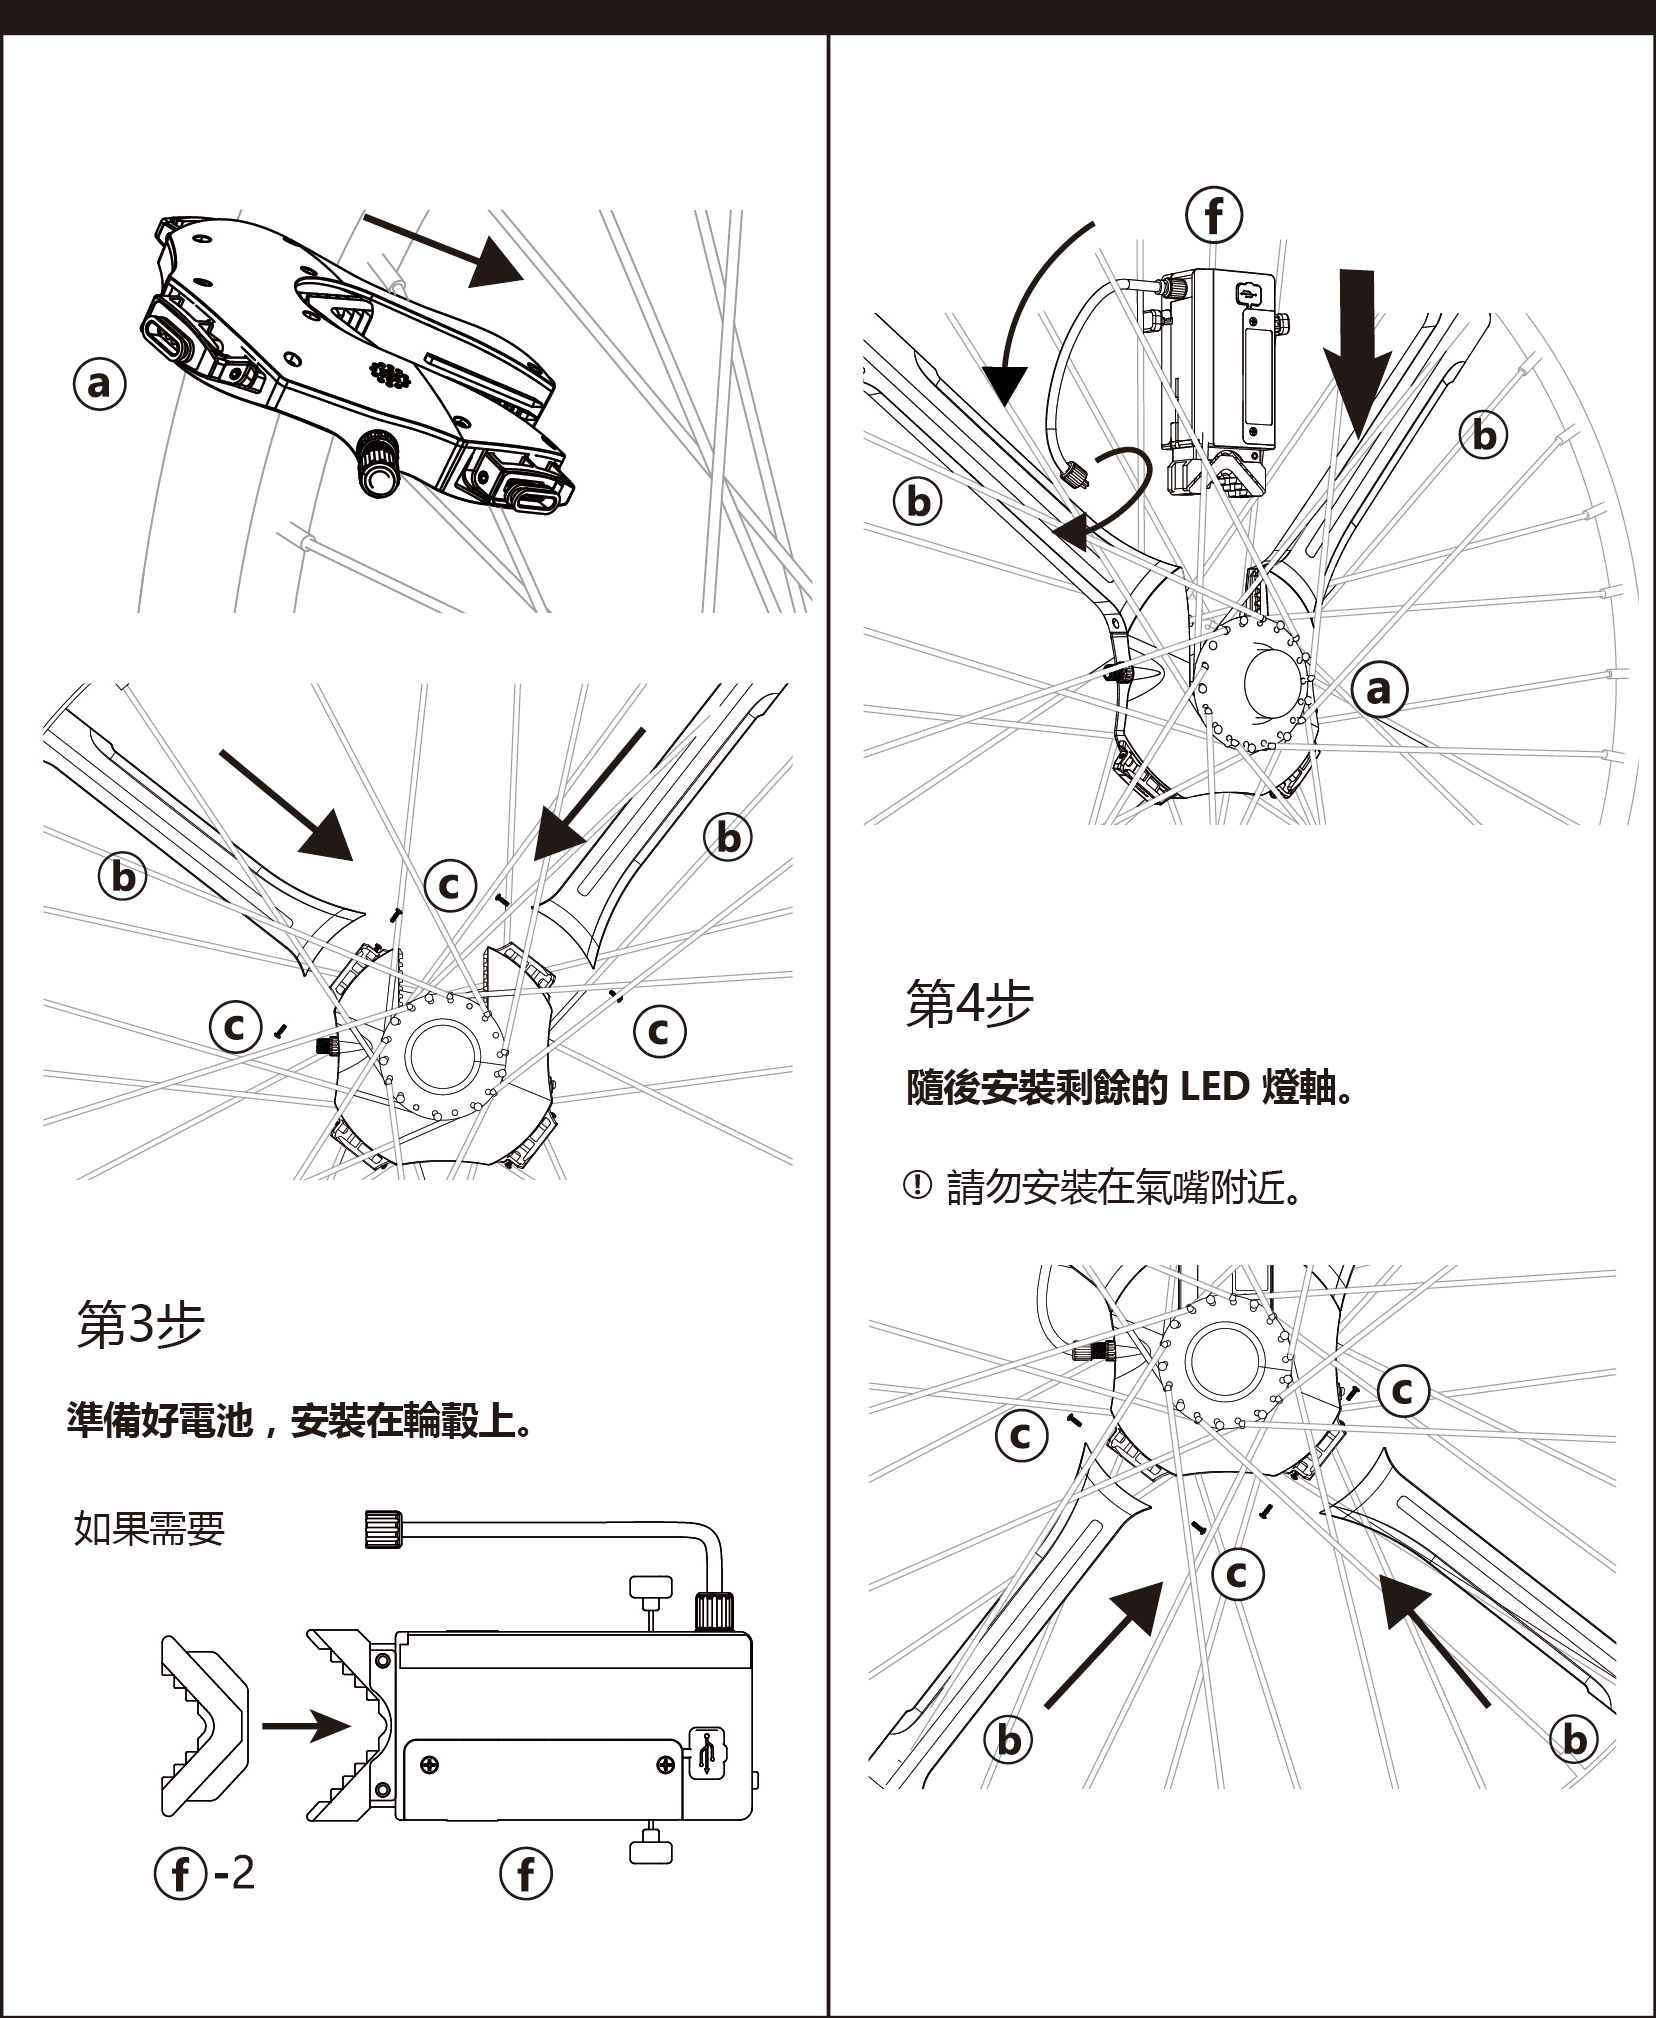 a
b
b
c
c
c
第3步
準備好電池，安裝在輪轂上。
如果需要
f-2
f
f
b
b
a
第4步
隨後安裝剩餘的 LED 燈軸。
! 請勿安裝在氣嘴附近。
c
c
c
b
b